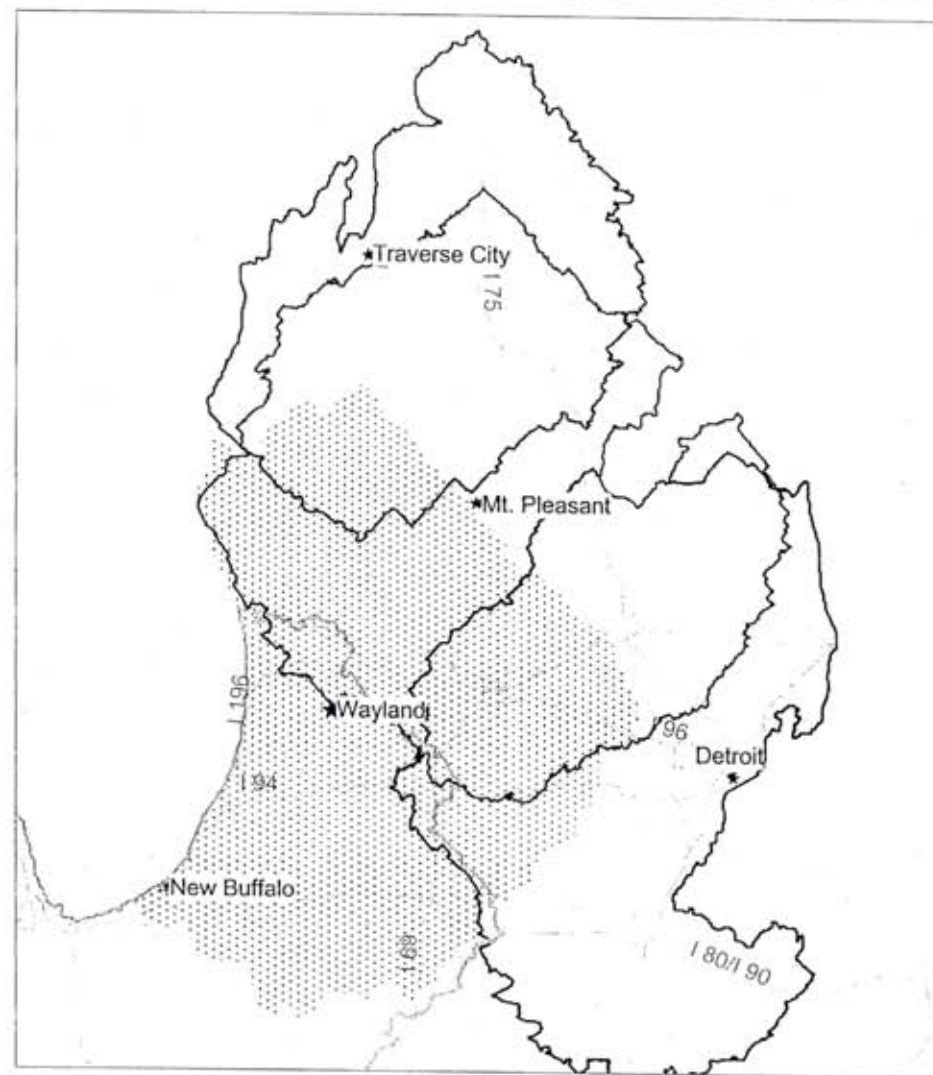 Traverse City
I 75
Mt. Pleasant
I 196
Wayland
I 96
Detroit
I 94
New Buffalo
I 69
I 80/I 90